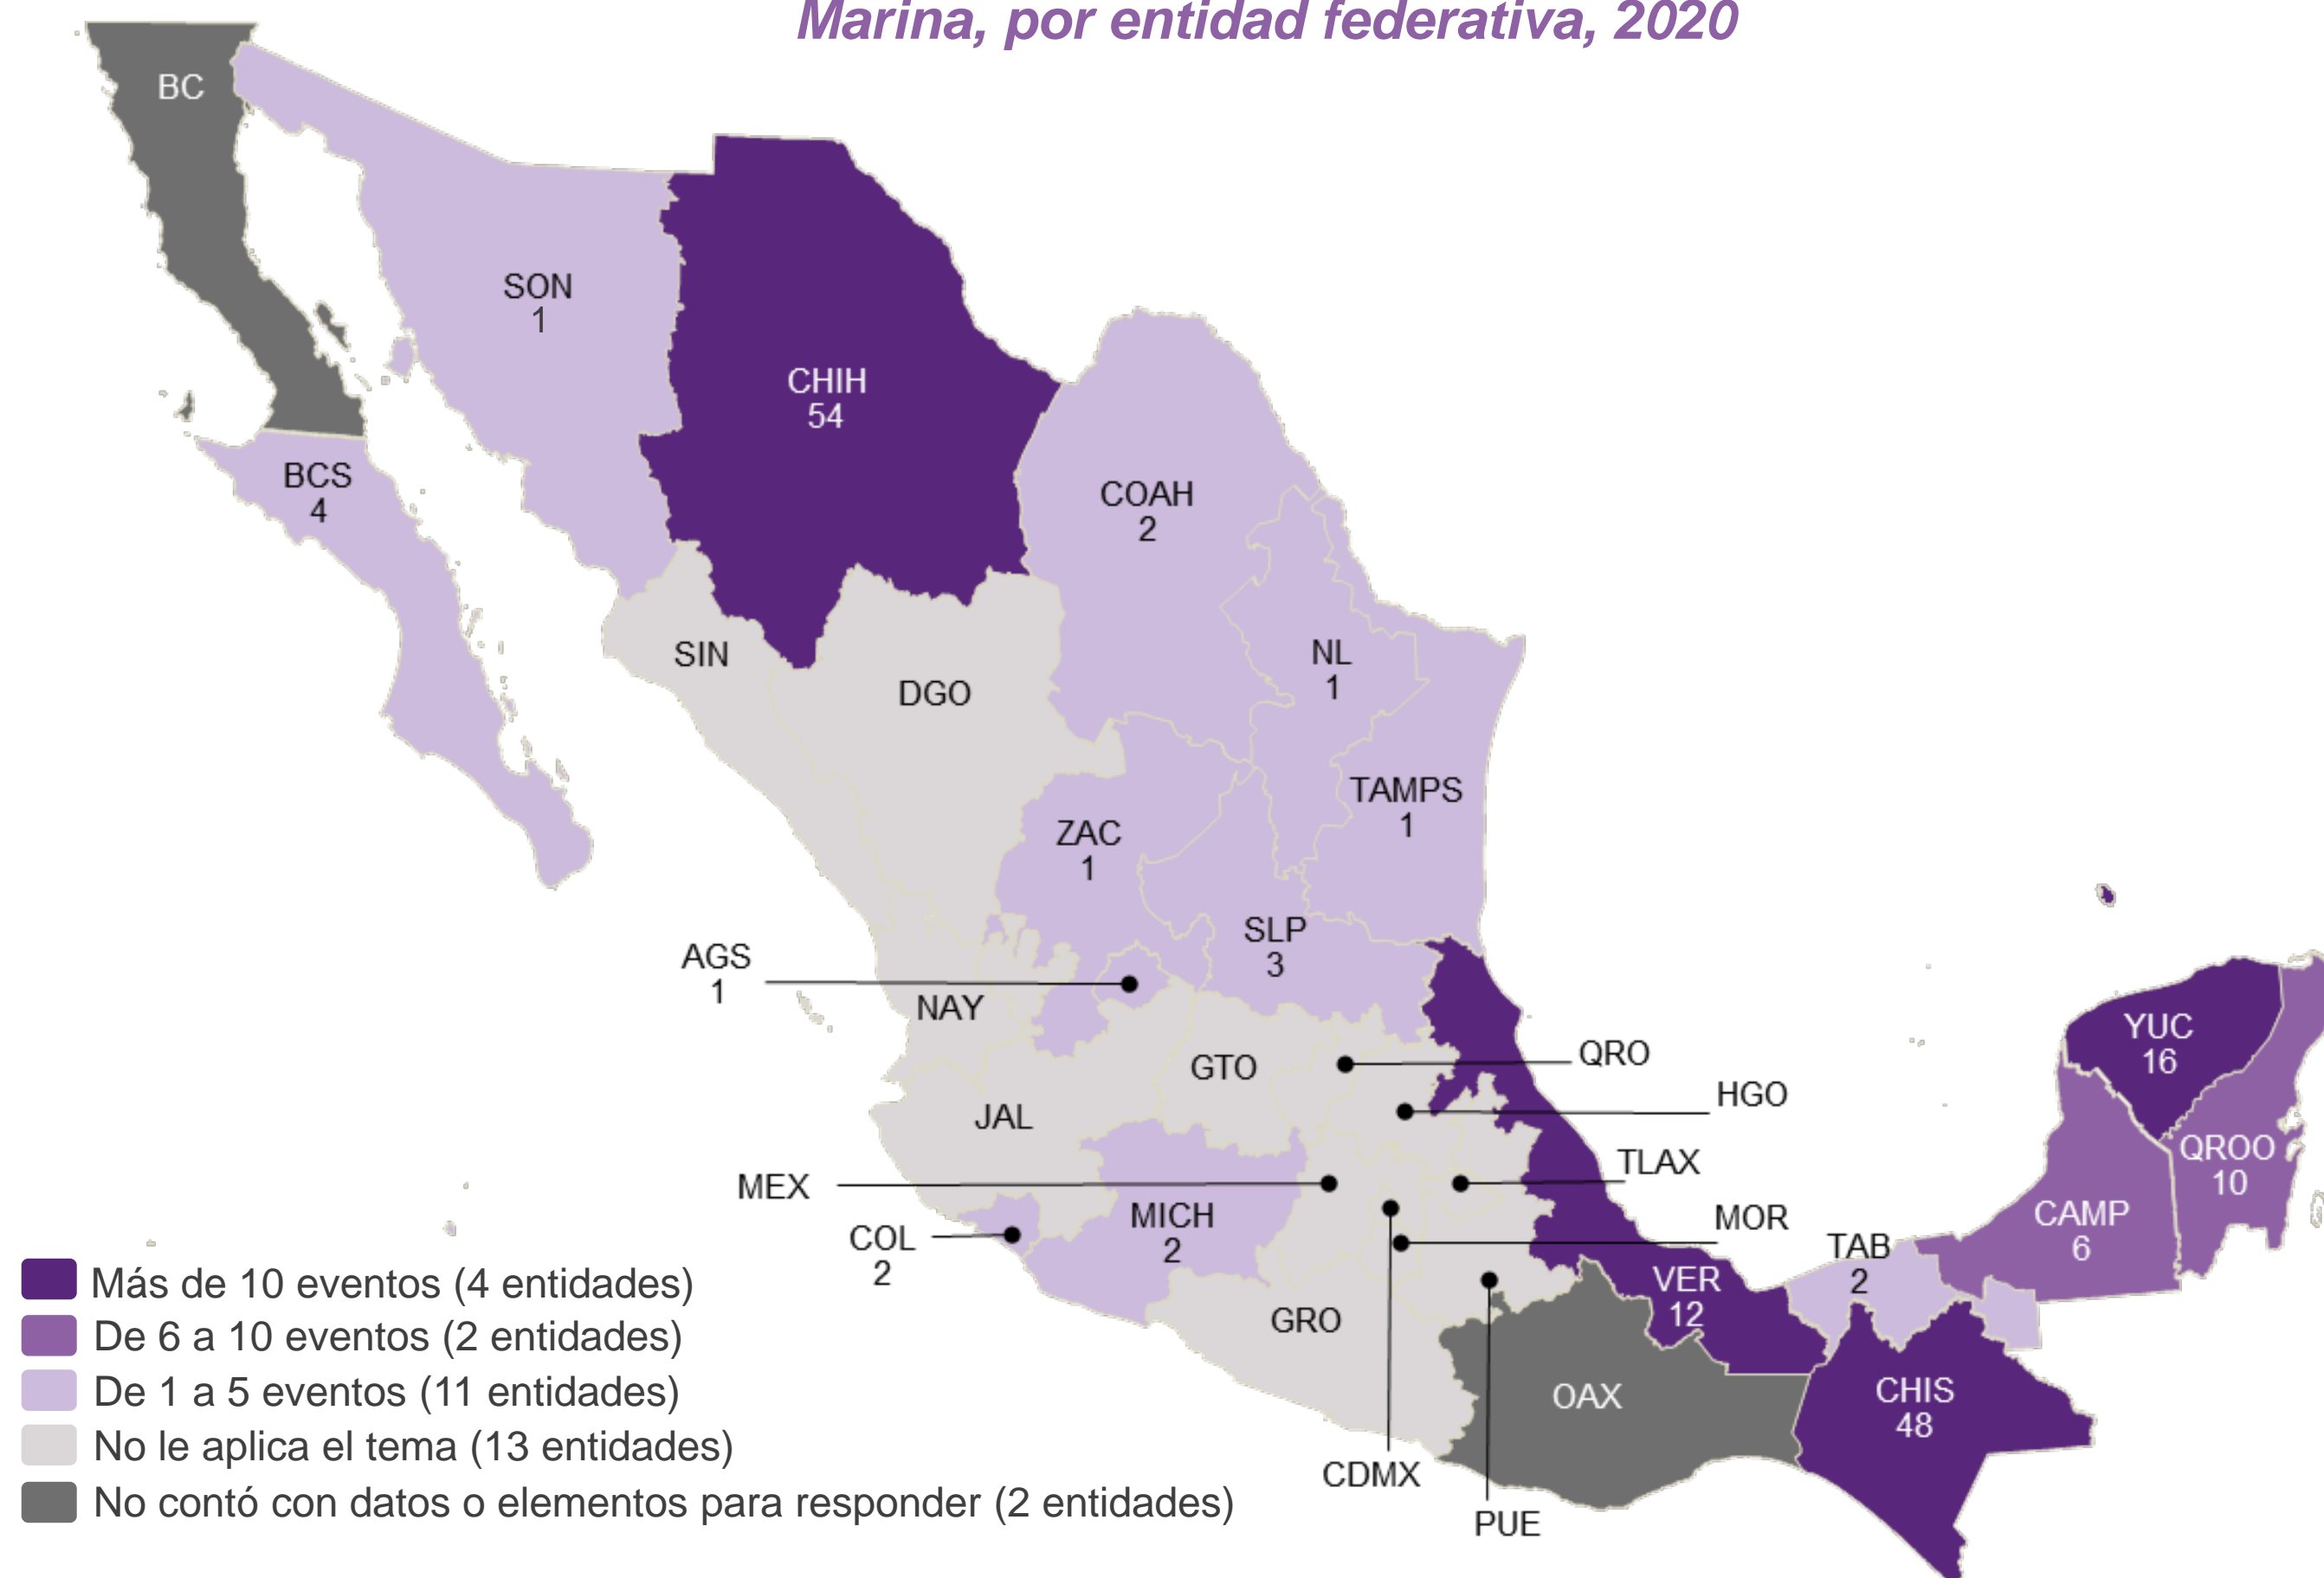 Marina, por entidad federativa, 2020
BC
SON
1
CHIH
54
BCS
4
COAH
2
SIN
DGO
NL
1
TAMPS
1
ZAC
1
SLP
3
AGS
1
NAY
GTO
QRO
YUC
16
HGO
JAL
QROO
10
TLAX
MEX
MICH
2
MOR
CAMP
6
COL
2
TAB
2
VER
12
GRO
OAX
CHIS
48
CDMX
PUE
Más de 10 eventos (4 entidades)
De 6 a 10 eventos (2 entidades)
De 1 a 5 eventos (11 entidades)
No le aplica el tema (13 entidades)
No contó con datos o elementos para responder (2 entidades)